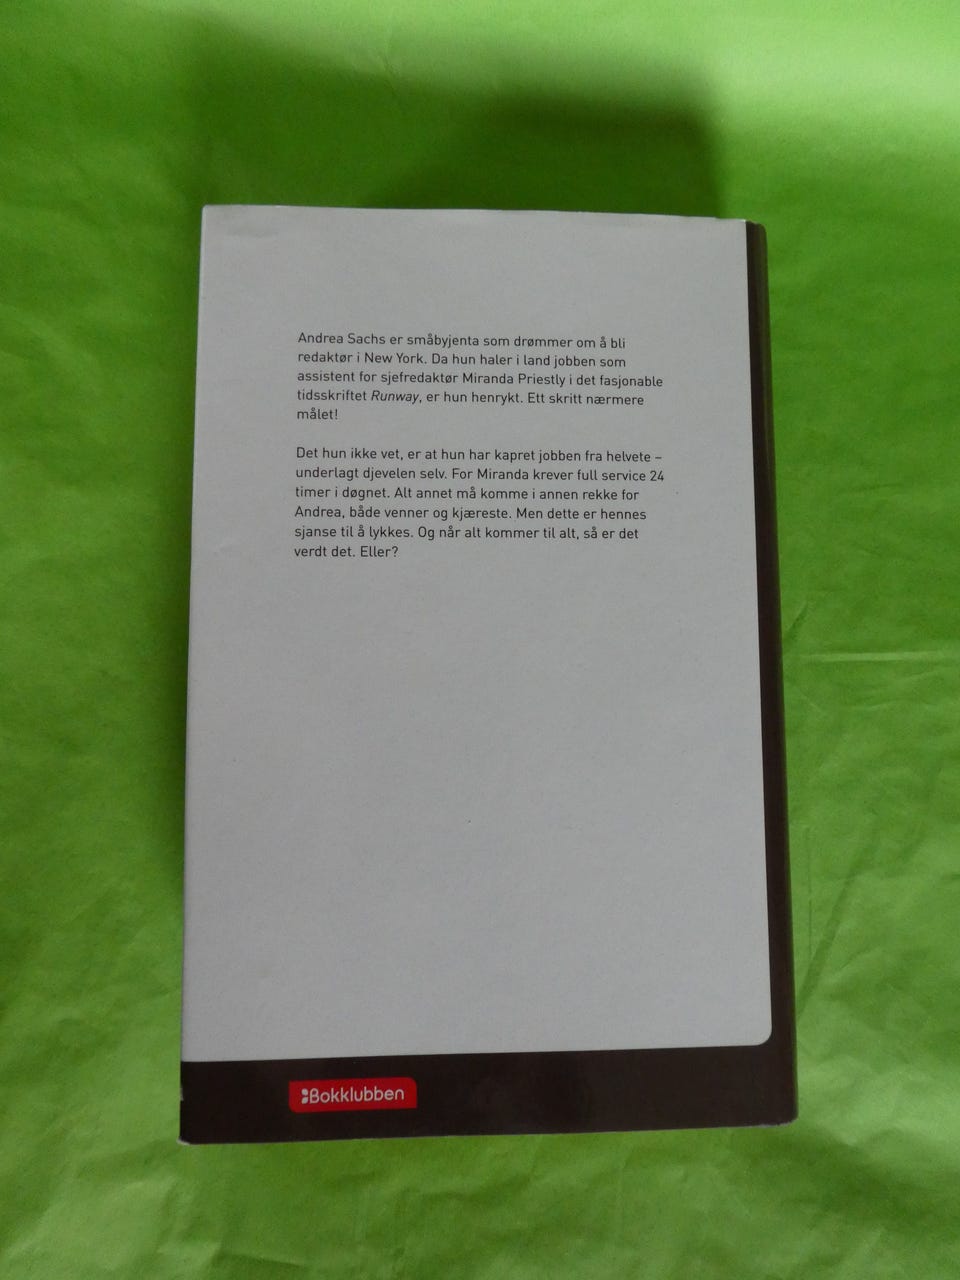 Andrea Sachs er småbyjenta som drømmer om å bli
redaktør i New York. Da hun haler i land jobben som
assistent for sjefredaktør Miranda Priestly i det fasjonable
tidsskriftet Runway, er hun henrykt. Ett skritt nærmere
målet!
Det hun ikke vet, er at hun har kapret jobben fra helvete –
underlagt djevelen selv. For Miranda krever full service 24
timer i døgnet. Alt annet må komme i annen rekke for
Andrea, både venner og kjæreste. Men dette er hennes
sjanse til å lykkes. Og når alt kommer til alt, så er det
verdt det. Eller?
Bokklubben